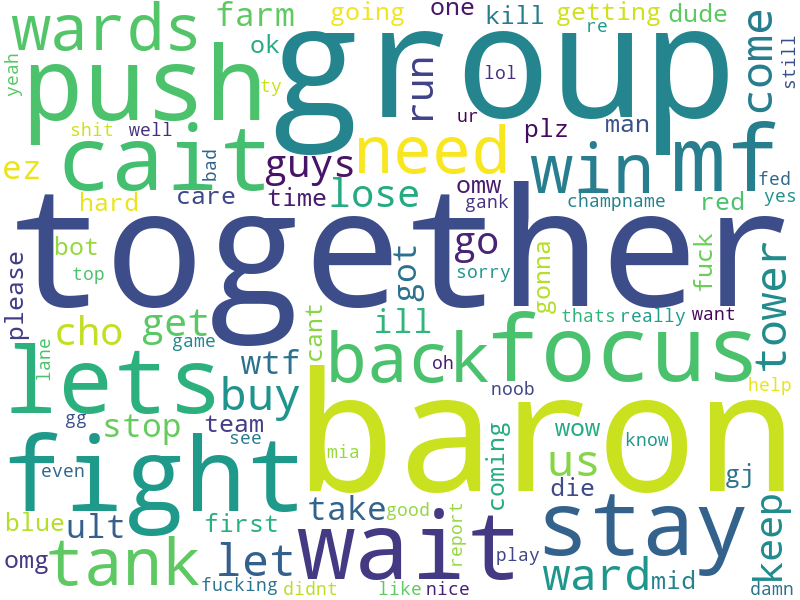 wards
farm
going
one
kill
getting
dude
re
yeah
push
ty
group
run
lol
come
still
shit
well
ur
plz
man
ez
cait
bad
guys
need
win
mf
fed
hard
care
time
lose
omw
gank
champname
red
yes
together
please
bot
top
got
go
sorry
gonna
fuck
tower
cho
get
game
ill
cant
thats
really
want
lane
lets
wtf
back
oh
focus
help
buy
noob
gg
stop
team
see
baron
fight
even
mia
coming
wow
us
know
die
gj
blue
ult
first
take
good
report
stay
keep
omg
tank
let
wait
play
ward
mid
fucking
didnt
like
nice
damn